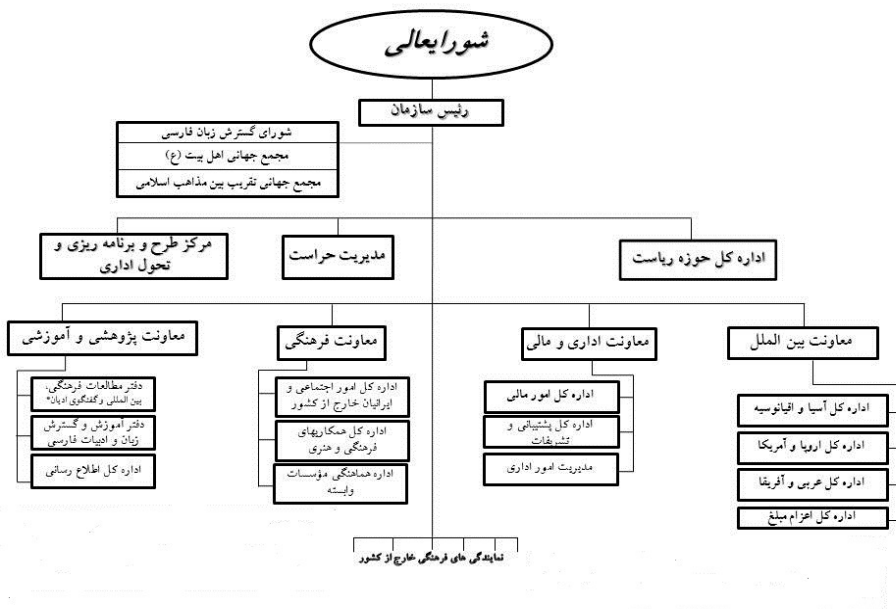 شورایعالی
رئیس سازمان
شورای گسترش زبان فارسی
مجمع جهانی اهل بیت (ع)
مجمع جهانی تقریب بین مذاهب اسلامی
اداره کل حوزه ریاست
مدیریت حراست
مرکز طرح و برنامه ریزی و
تحول اداری
معاونت بین الملل
اداره کل آسیا و اقیانوسیه
اداره کل اروپا و آمریکا
اداره کل عربی و آفریقا
اداره کل اعزام مبلغ
معاونت اداری و مالی
اداره کل امور مالی
اداره کل پشتیبانی و
تشریفات
مدیریت امور اداری
معاونت فرهنگی
اداره کل امور اجتماعی و
ایرانیان خارج از کشور
اداره کل همکاریهای
فرهنگی و هنری
اداره هماهنگی مؤسسات
وابسته
معاونت پژوهشی و آموزشی
دفتر مطالعات فرهنگی،
بین المللی وگفتگوی ادیان*
دفتر آموزش و گسترش
زبان و ادبیات فارسی
اداره کل اطلاع رسانی
نمایندگی های فرهنگی خارج از کشور